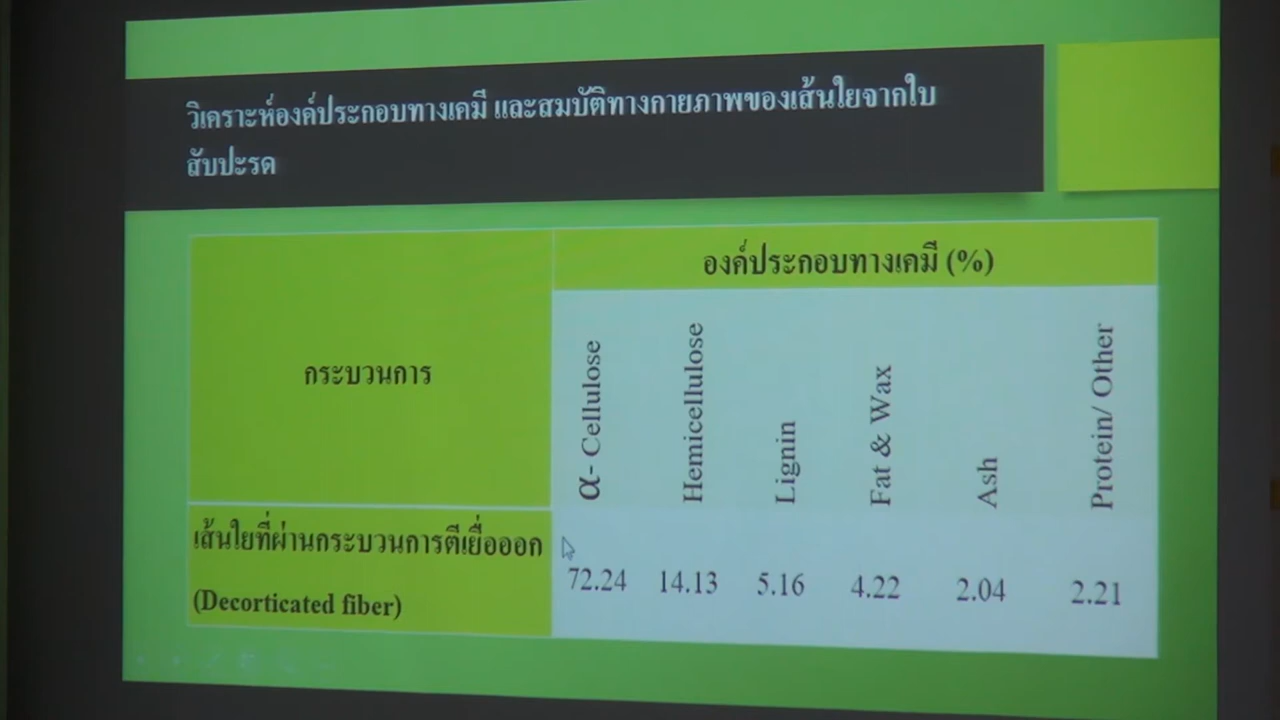 วิเคราะห์องค์ประกอบทางเคมี และสมบัติทางกายภาพของเส้นใยจากใบ
สับปะรด
องค์ประกอบทางเคมี (%)
กระบวนการ
α- Cellulose
Hemicellulose
Lignin
Fat & Wax
Ash
Protein/ Other
เส้นใยที่ผ่านกระบวนการตีเยื่อออก
(Decorticated fiber)
72.24 14.13 5.16 4.22 2.04 2.21